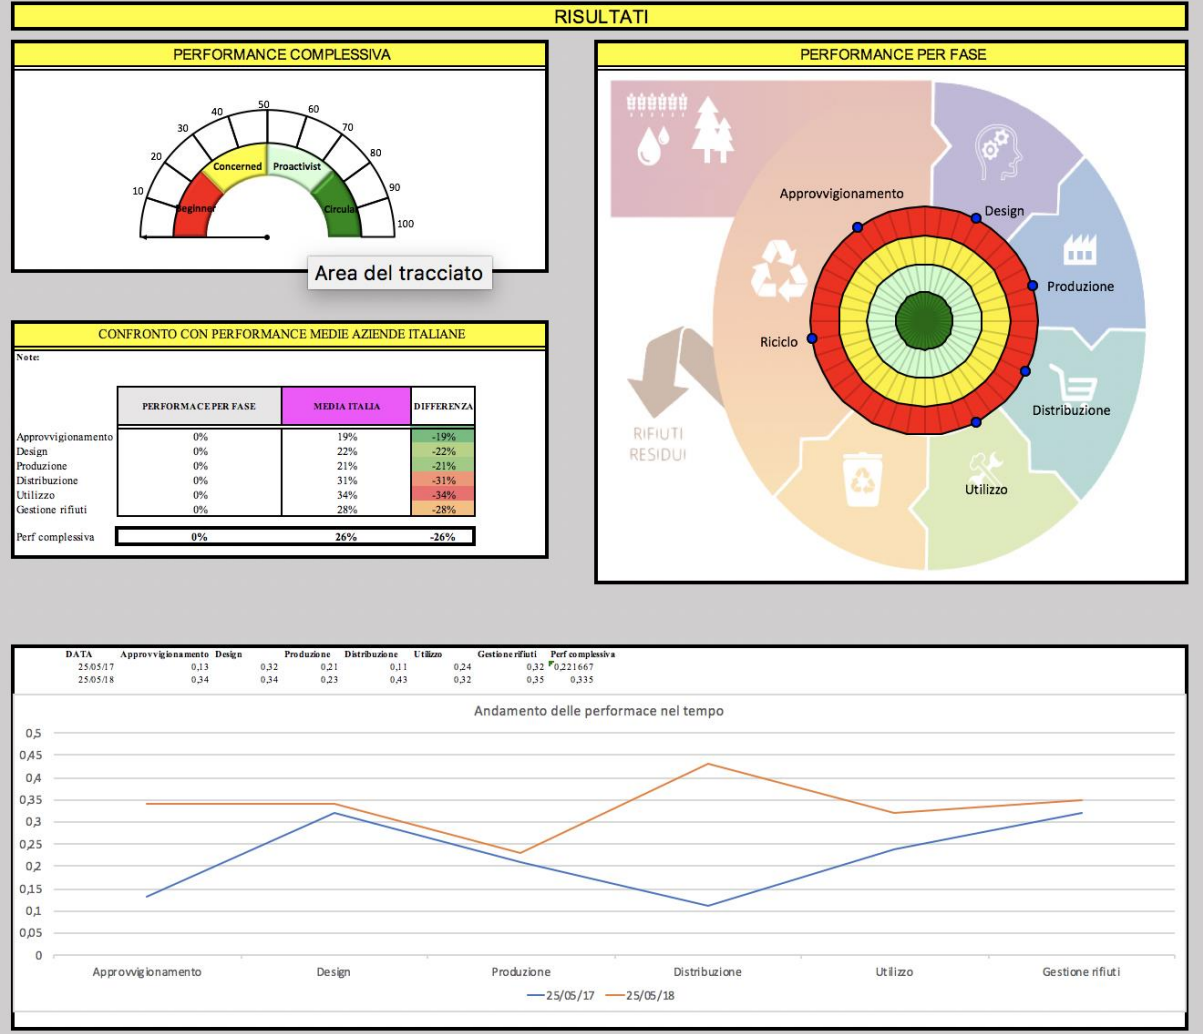 RISULTATI
PERFORMANCE COMPLESSIVA
10
20
30
40
50
60
70
80
90
100
Beginner
Concerned
Proactivist
Circular
Area del tracciato
PERFORMANCE PER FASE
Approvvigionamento
Design
Produzione
Distribuzione
Utilizzo
Riciclo
RIFIUTI
RESIDUI
CONFRONTO CON PERFORMANCE MEDIE AZIENDE ITALIANE
Note:
PERFORMACE PER FASE MEDIA ITALIA DIFFERENZA
Approvvigionamento 0% 19% -19%
Design 0% 22% -22%
Produzione 0% 21% -21%
Distribuzione 0% 31% -31%
Utilizzo 0% 34% -34%
Gestione rifiuti 0% 28% -28%
Perf complessiva 0% 26% -26%
DATA Approvvigionamento Design Produzione Distribuzione Utilizzo Gestione rifiuti Perf complessiva
25/05/17 0,13 0,32 0,21 0,11 0,24 0,32 0,221667
25/05/18 0,34 0,34 0,23 0,43 0,32 0,35 0,335
Andamento delle performace nel tempo
0,5
0,45
0,4
0,35
0,3
0,25
0,2
0,15
0,1
0,05
0
Approvvigionamento Design Produzione Distribuzione Utilizzo Gestione rifiuti
25/05/17 25/05/18